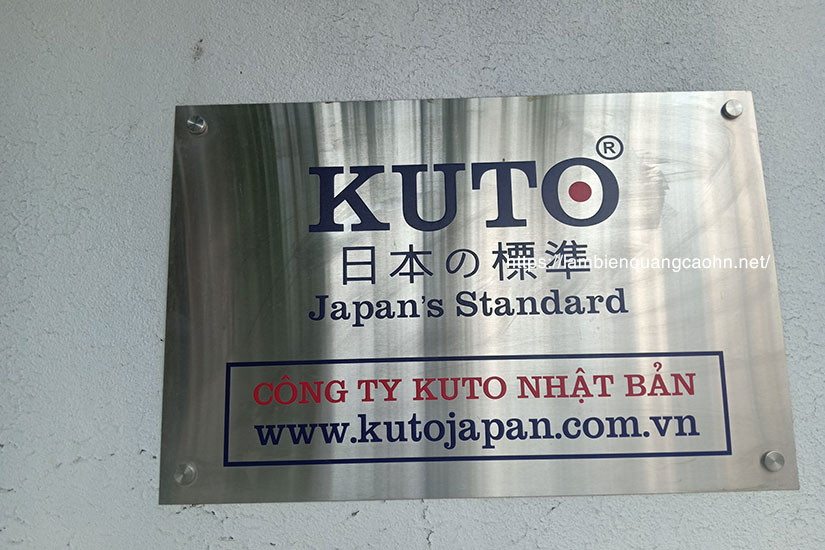 KUTO®
日本の標準
https://lambienquangcaohn.net/
Japan's Standard
CÔNG TY KUTO NHẬT BẢN
www.kutojapan.com.vn